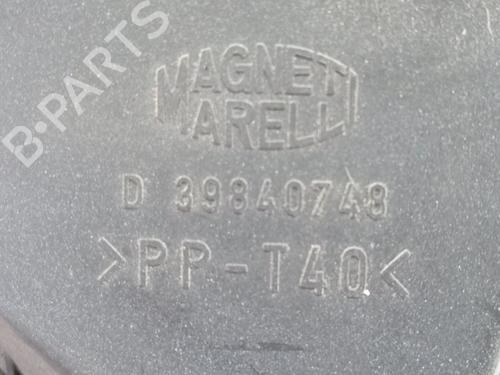 MAGNETI
MARELLI
D 39840748
>PP-T40<
B-PARTS